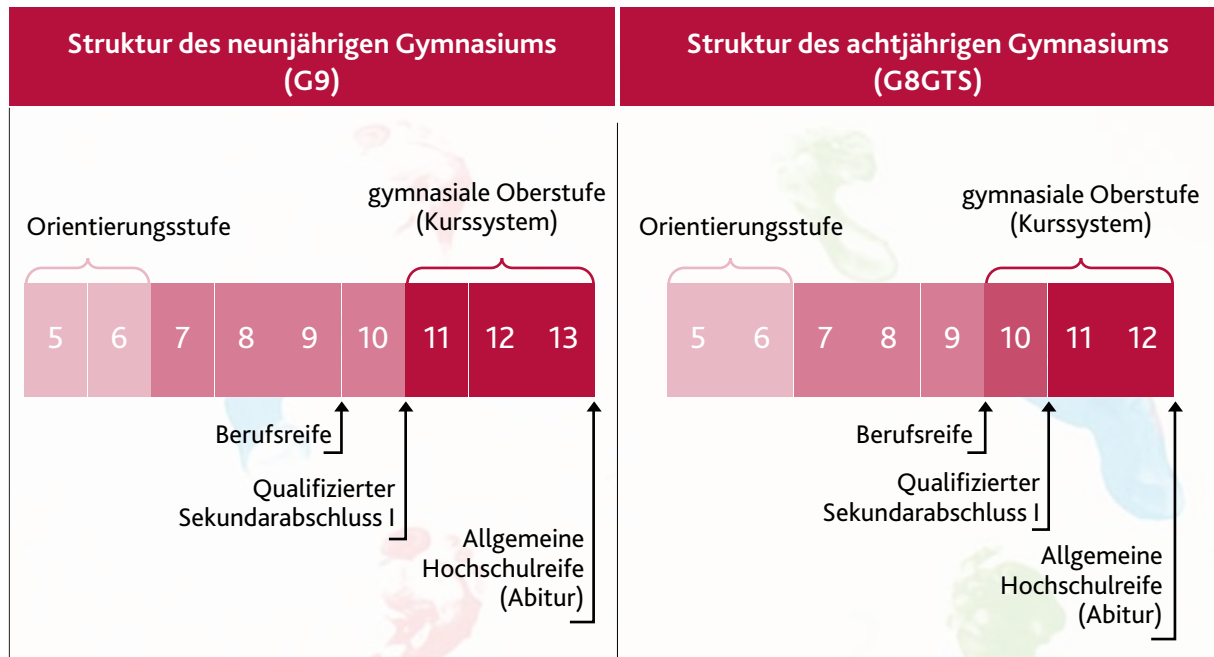 Struktur des neunjährigen Gymnasiums
(G9)
Orientierungsstufe
gymnasiale Oberstufe
(Kurssystem)
5 6 7 8 9 10 11 12 13
Berufsreife
Qualifizierter
Sekundarabschluss I
Allgemeine
Hochschulreife
(Abitur)
Struktur des achtjährigen Gymnasiums
(G8GTS)
Orientierungsstufe
gymnasiale Oberstufe
(Kurssystem)
5 6 7 8 9 10 11 12
Berufsreife
Qualifizierter
Sekundarabschluss I
Allgemeine
Hochschulreife
(Abitur)